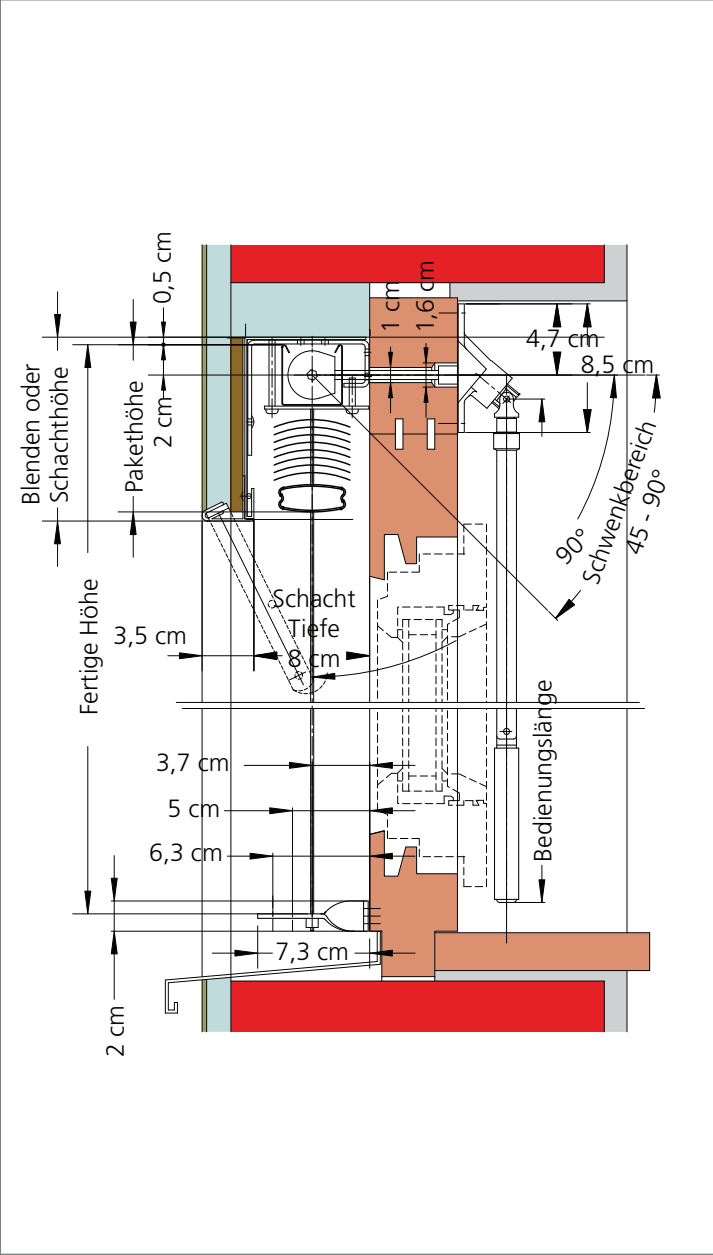 0,5 cm
Blenden oder
Schachthöhe
Pakethöhe
2 cm
1 cm
1,6 cm
4,7 cm
8,5 cm
Schwenkbereich
45 - 90°
90°
Fertige Höhe
3,5 cm
Schacht
Tiefe
8 cm
3,7 cm
5 cm
6,3 cm
7,3 cm
2 cm
Bedienungslänge